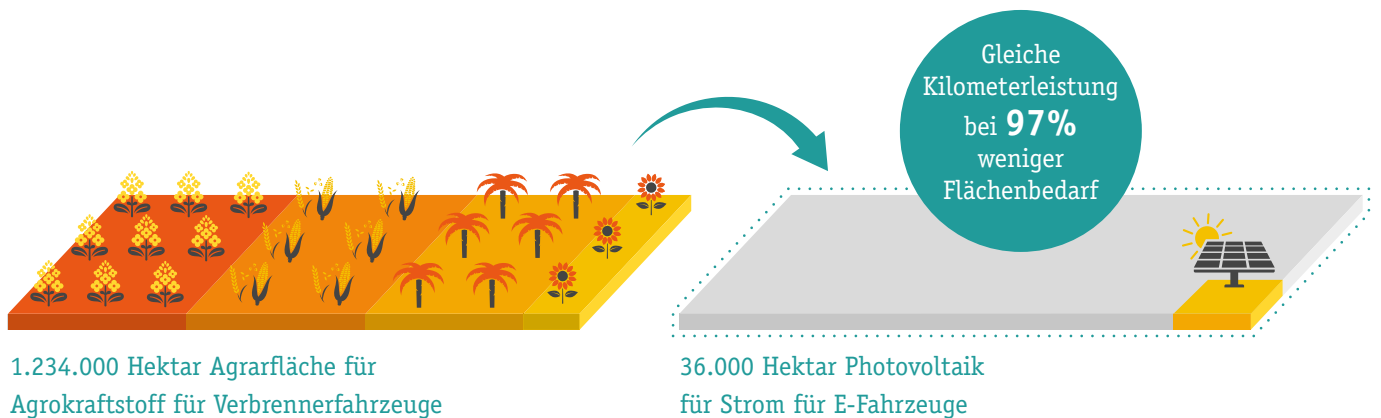 Gleiche
Kilometerleistung
bei 97%
weniger
Flächenbedarf
1.234.000 Hektar Agrarfläche für
Agrokraftstoff für Verbrennerfahrzeuge
36.000 Hektar Photovoltaik
für Strom für E-Fahrzeuge